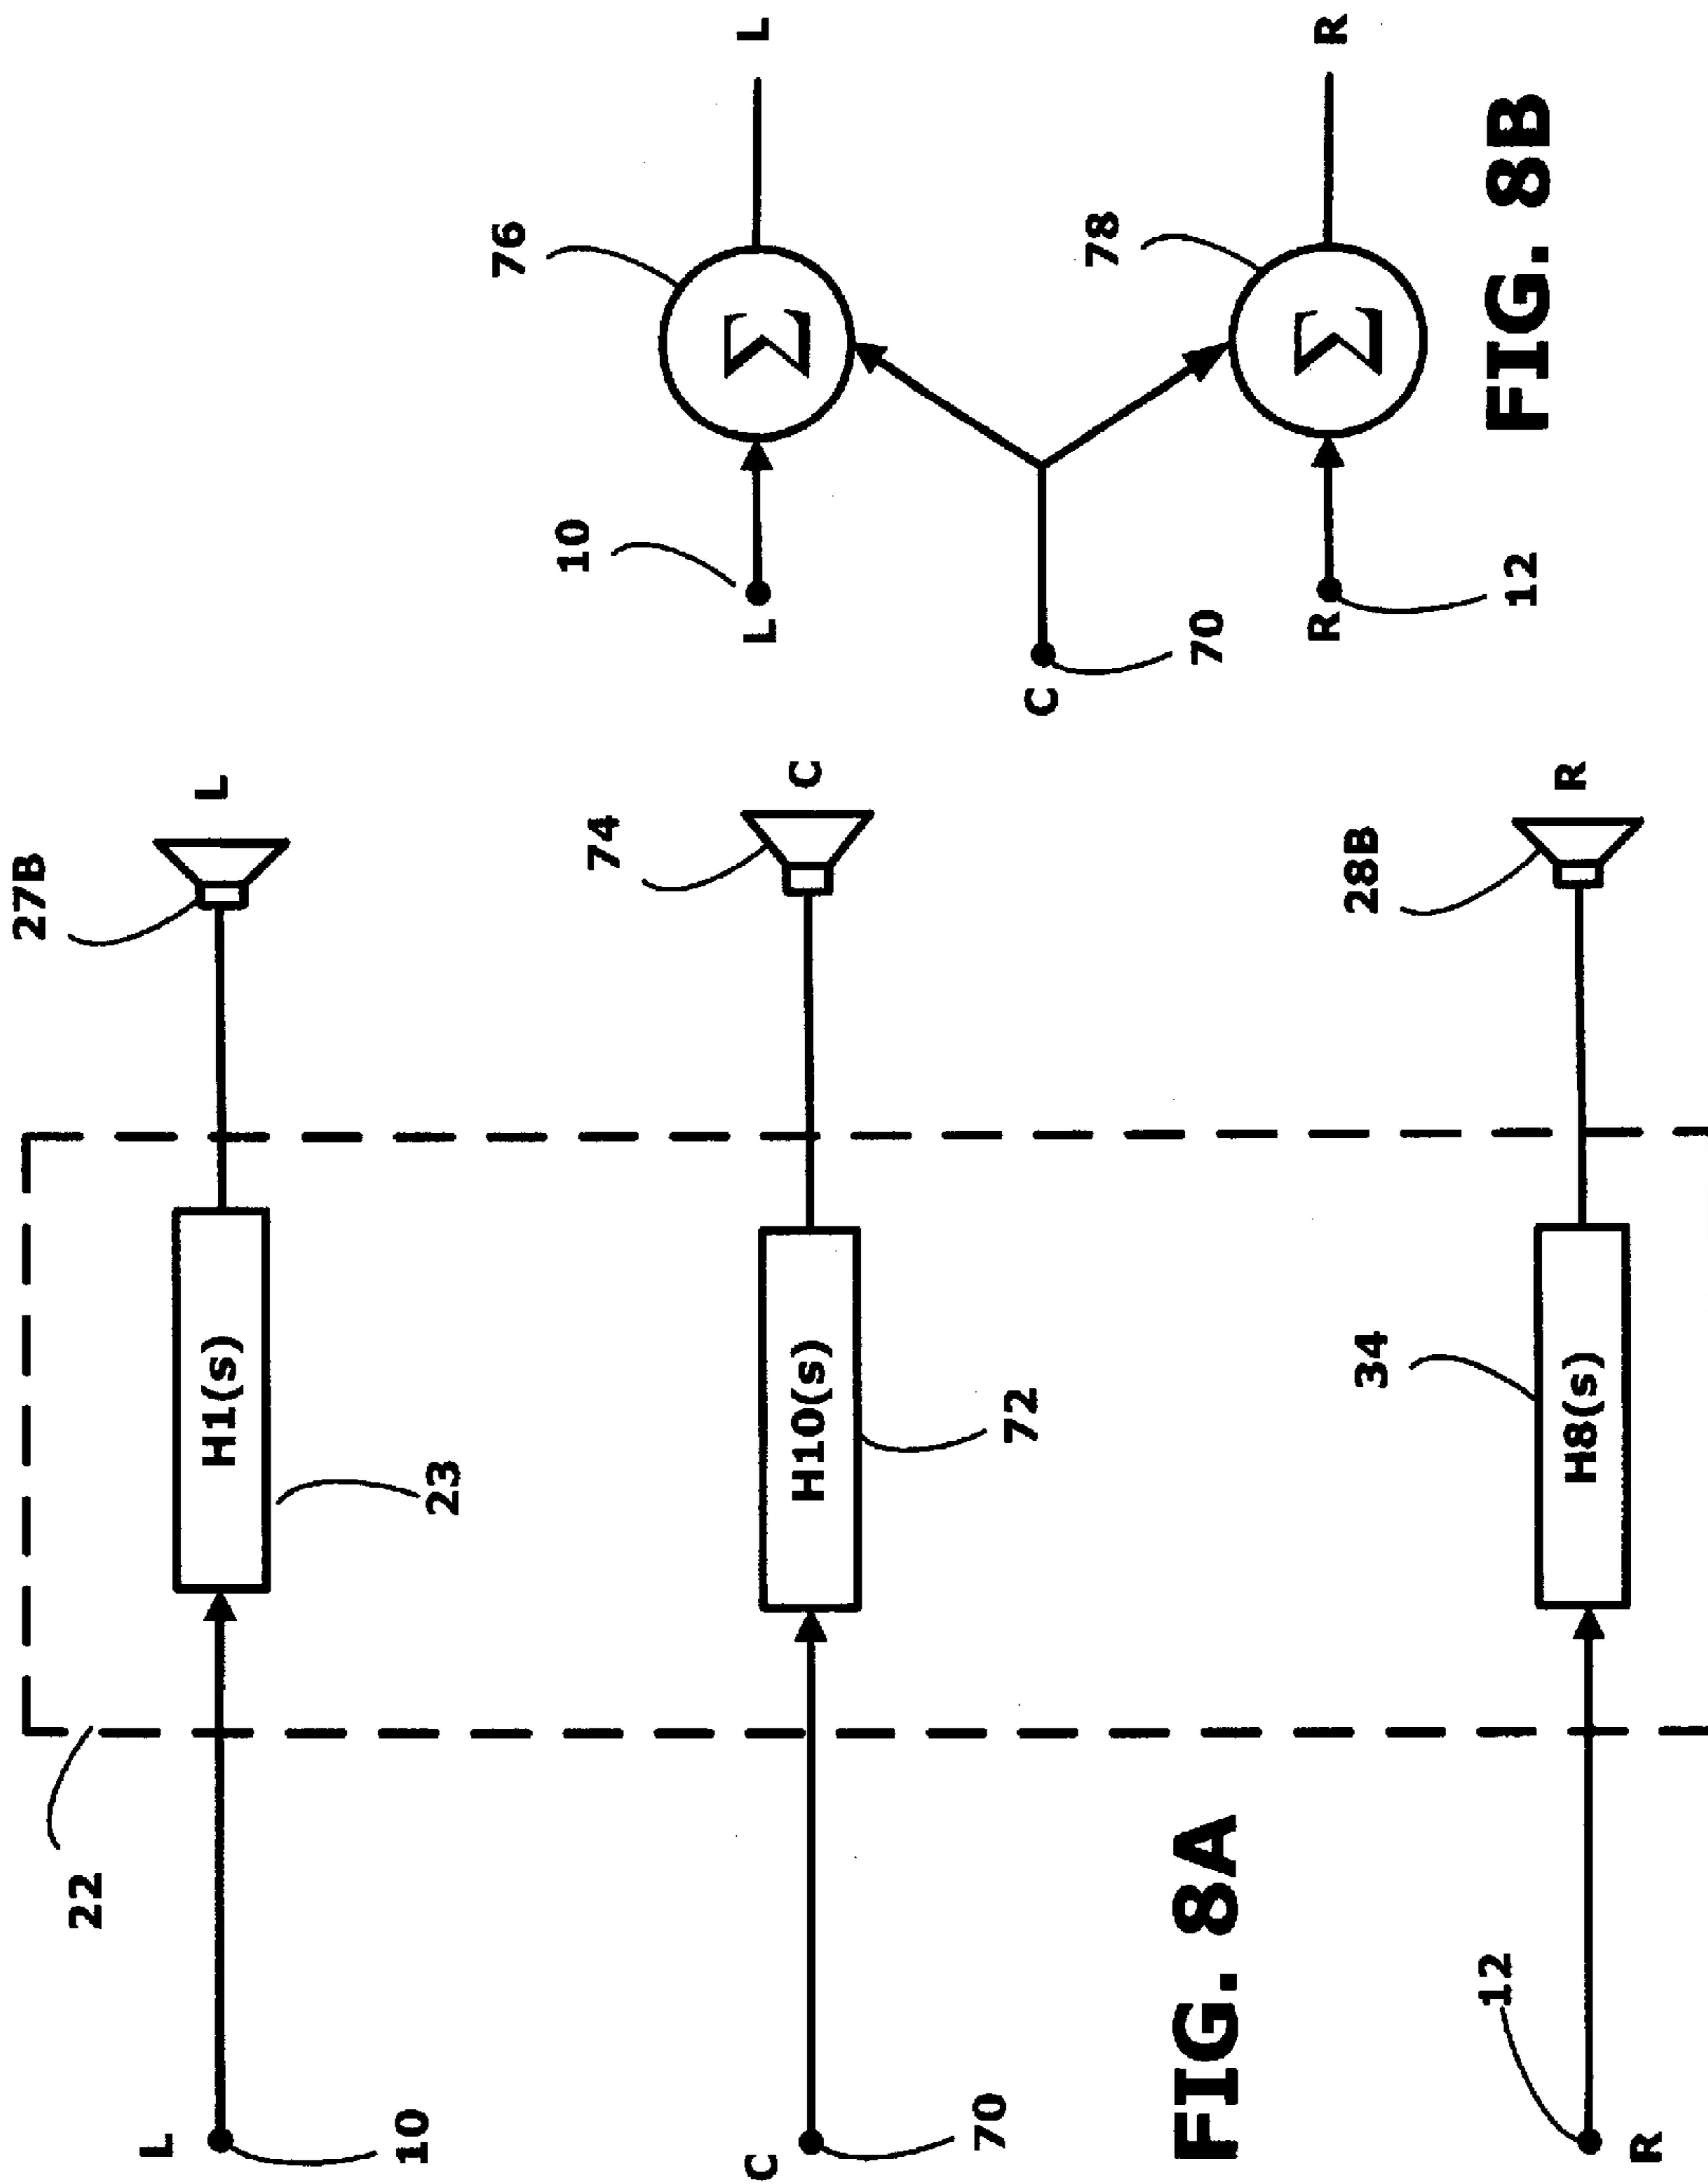 22
L
10
H1(s)
23
27B
L
C
70
H10(s)
72
74
C
R
12
H8(s)
34
28B
R
FIG. 8A
L
10
Σ
76
L
C
70
R
12
Σ
78
R
FIG. 8B